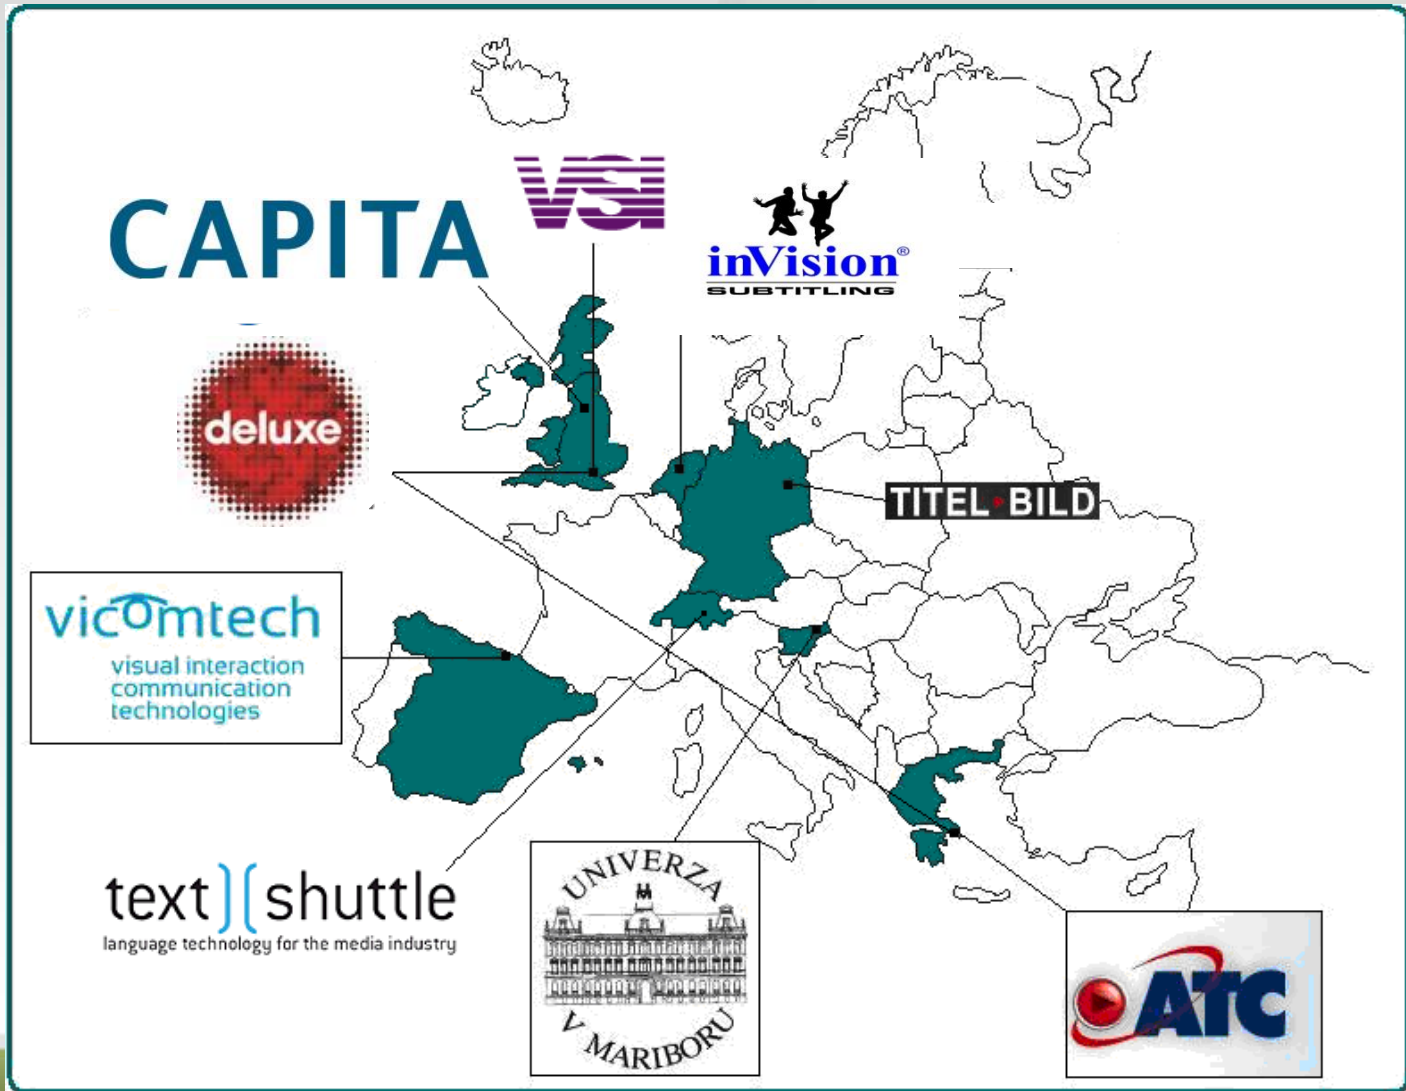 CAPITA
VSI
inVision®
SUBTITLING
deluxe
TITEL BILD
vicomtech
visual interaction
communication
technologies
text shuttle
language technology for the media industry
UNIVERZA
V MARIBORU
ATC